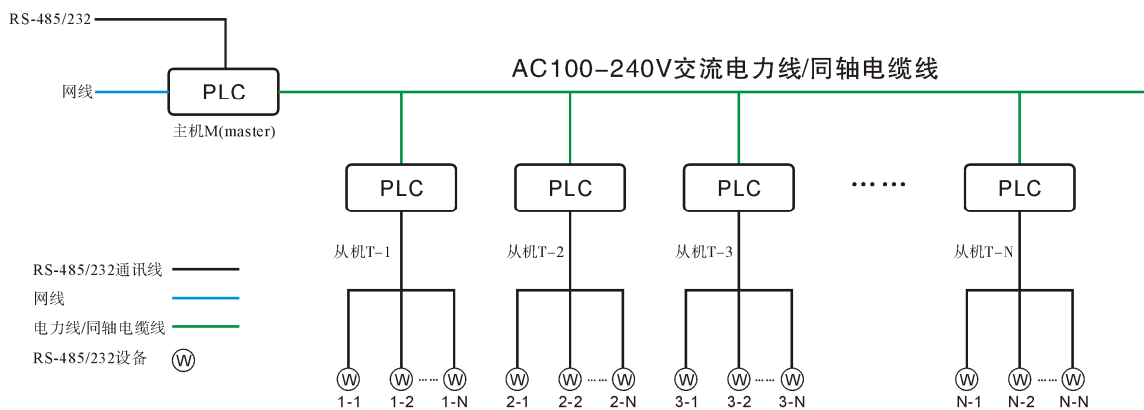 RS-485/232
AC100-240V交流电力线/同轴电缆线
网线
PLC
主机M(master)
PLC
PLC
PLC
……
PLC
从机T-1
从机T-2
从机T-3
从机T-N
RS-485/232通讯线
网线
电力线/同轴电缆线
RS-485/232设备 W
W W …… W W W …… W W W …… W W W …… W
1-1 1-2 1-N 2-1 2-2 2-N 3-1 3-2 3-N N-1 N-2 N-N